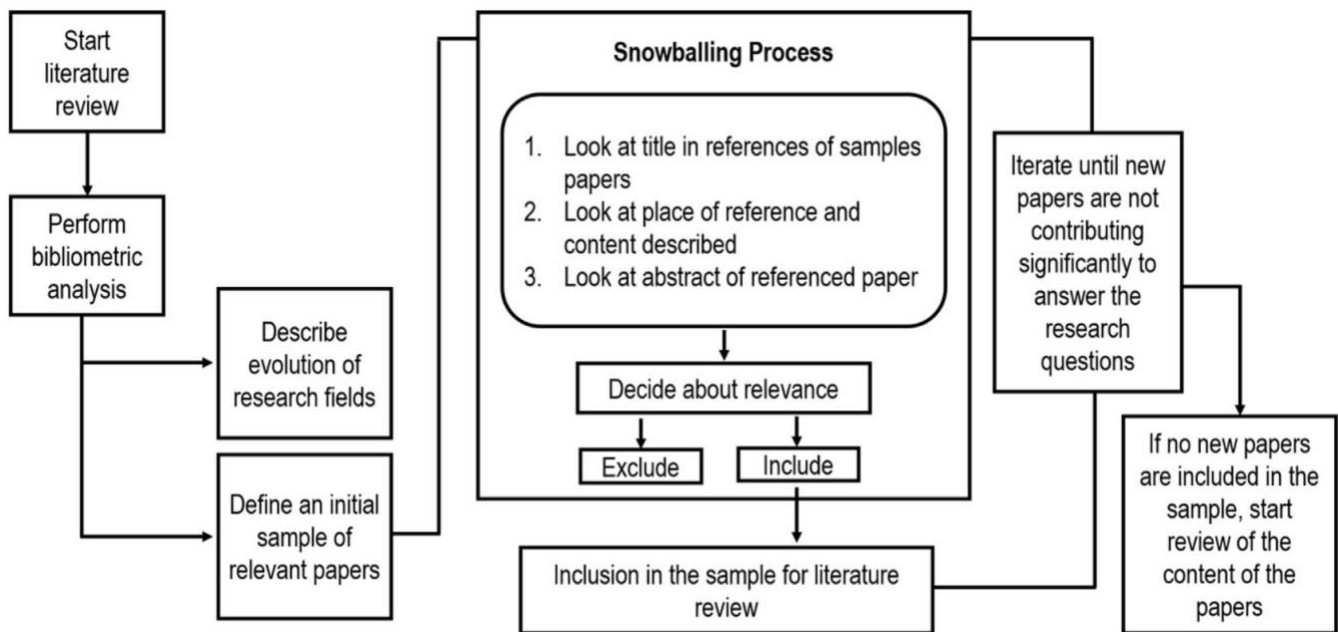 Start
literature
review
Perform
bibliometric
analysis
Describe
evolution of
research fields
Define an initial
sample of
relevant papers
Snowballing Process
1. Look at title in references of samples
papers
2. Look at place of reference and
content described
3. Look at abstract of referenced paper
Decide about relevance
Exclude
Include
Inclusion in the sample for literature
review
Iterate until new
papers are not
contributing
significantly to
answer the
research
questions
If no new papers
are included in the
sample, start
review of the
content of the
papers